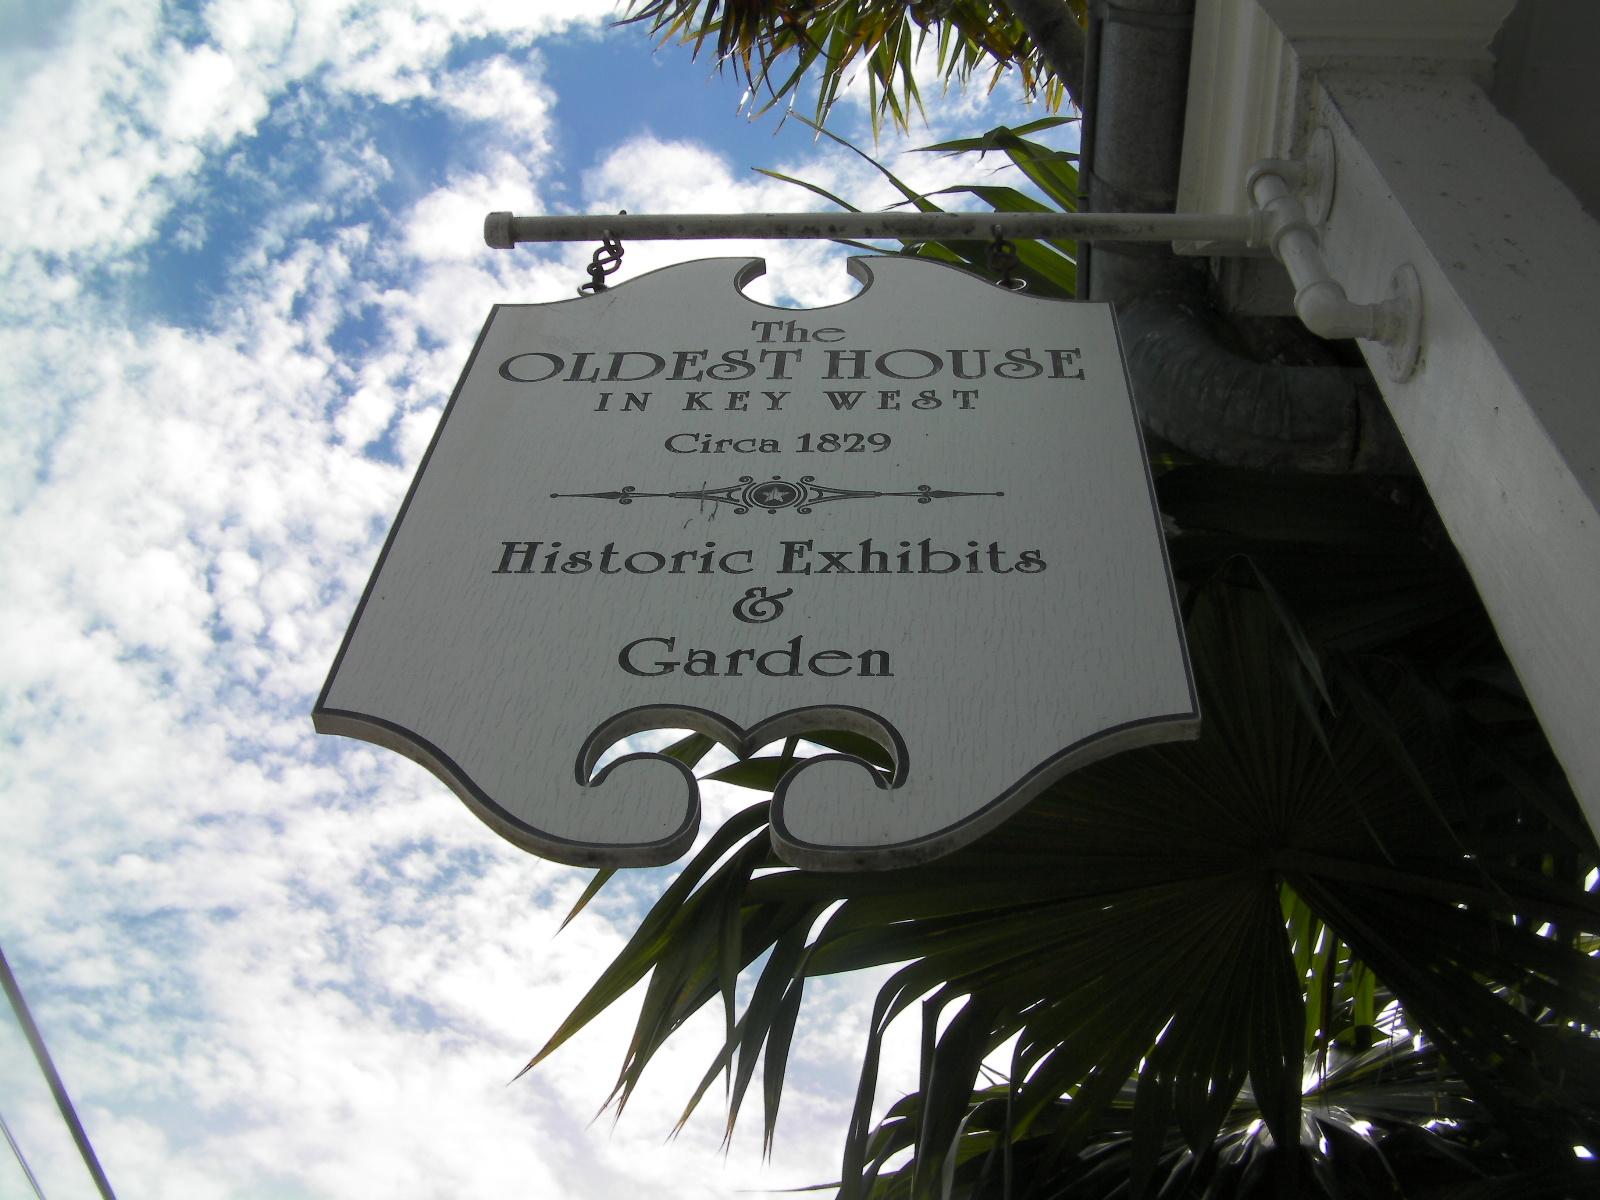 The
OLDEST HOUSE
IN KEY WEST
Circa 1829
Historic Exhibits
&
Garden